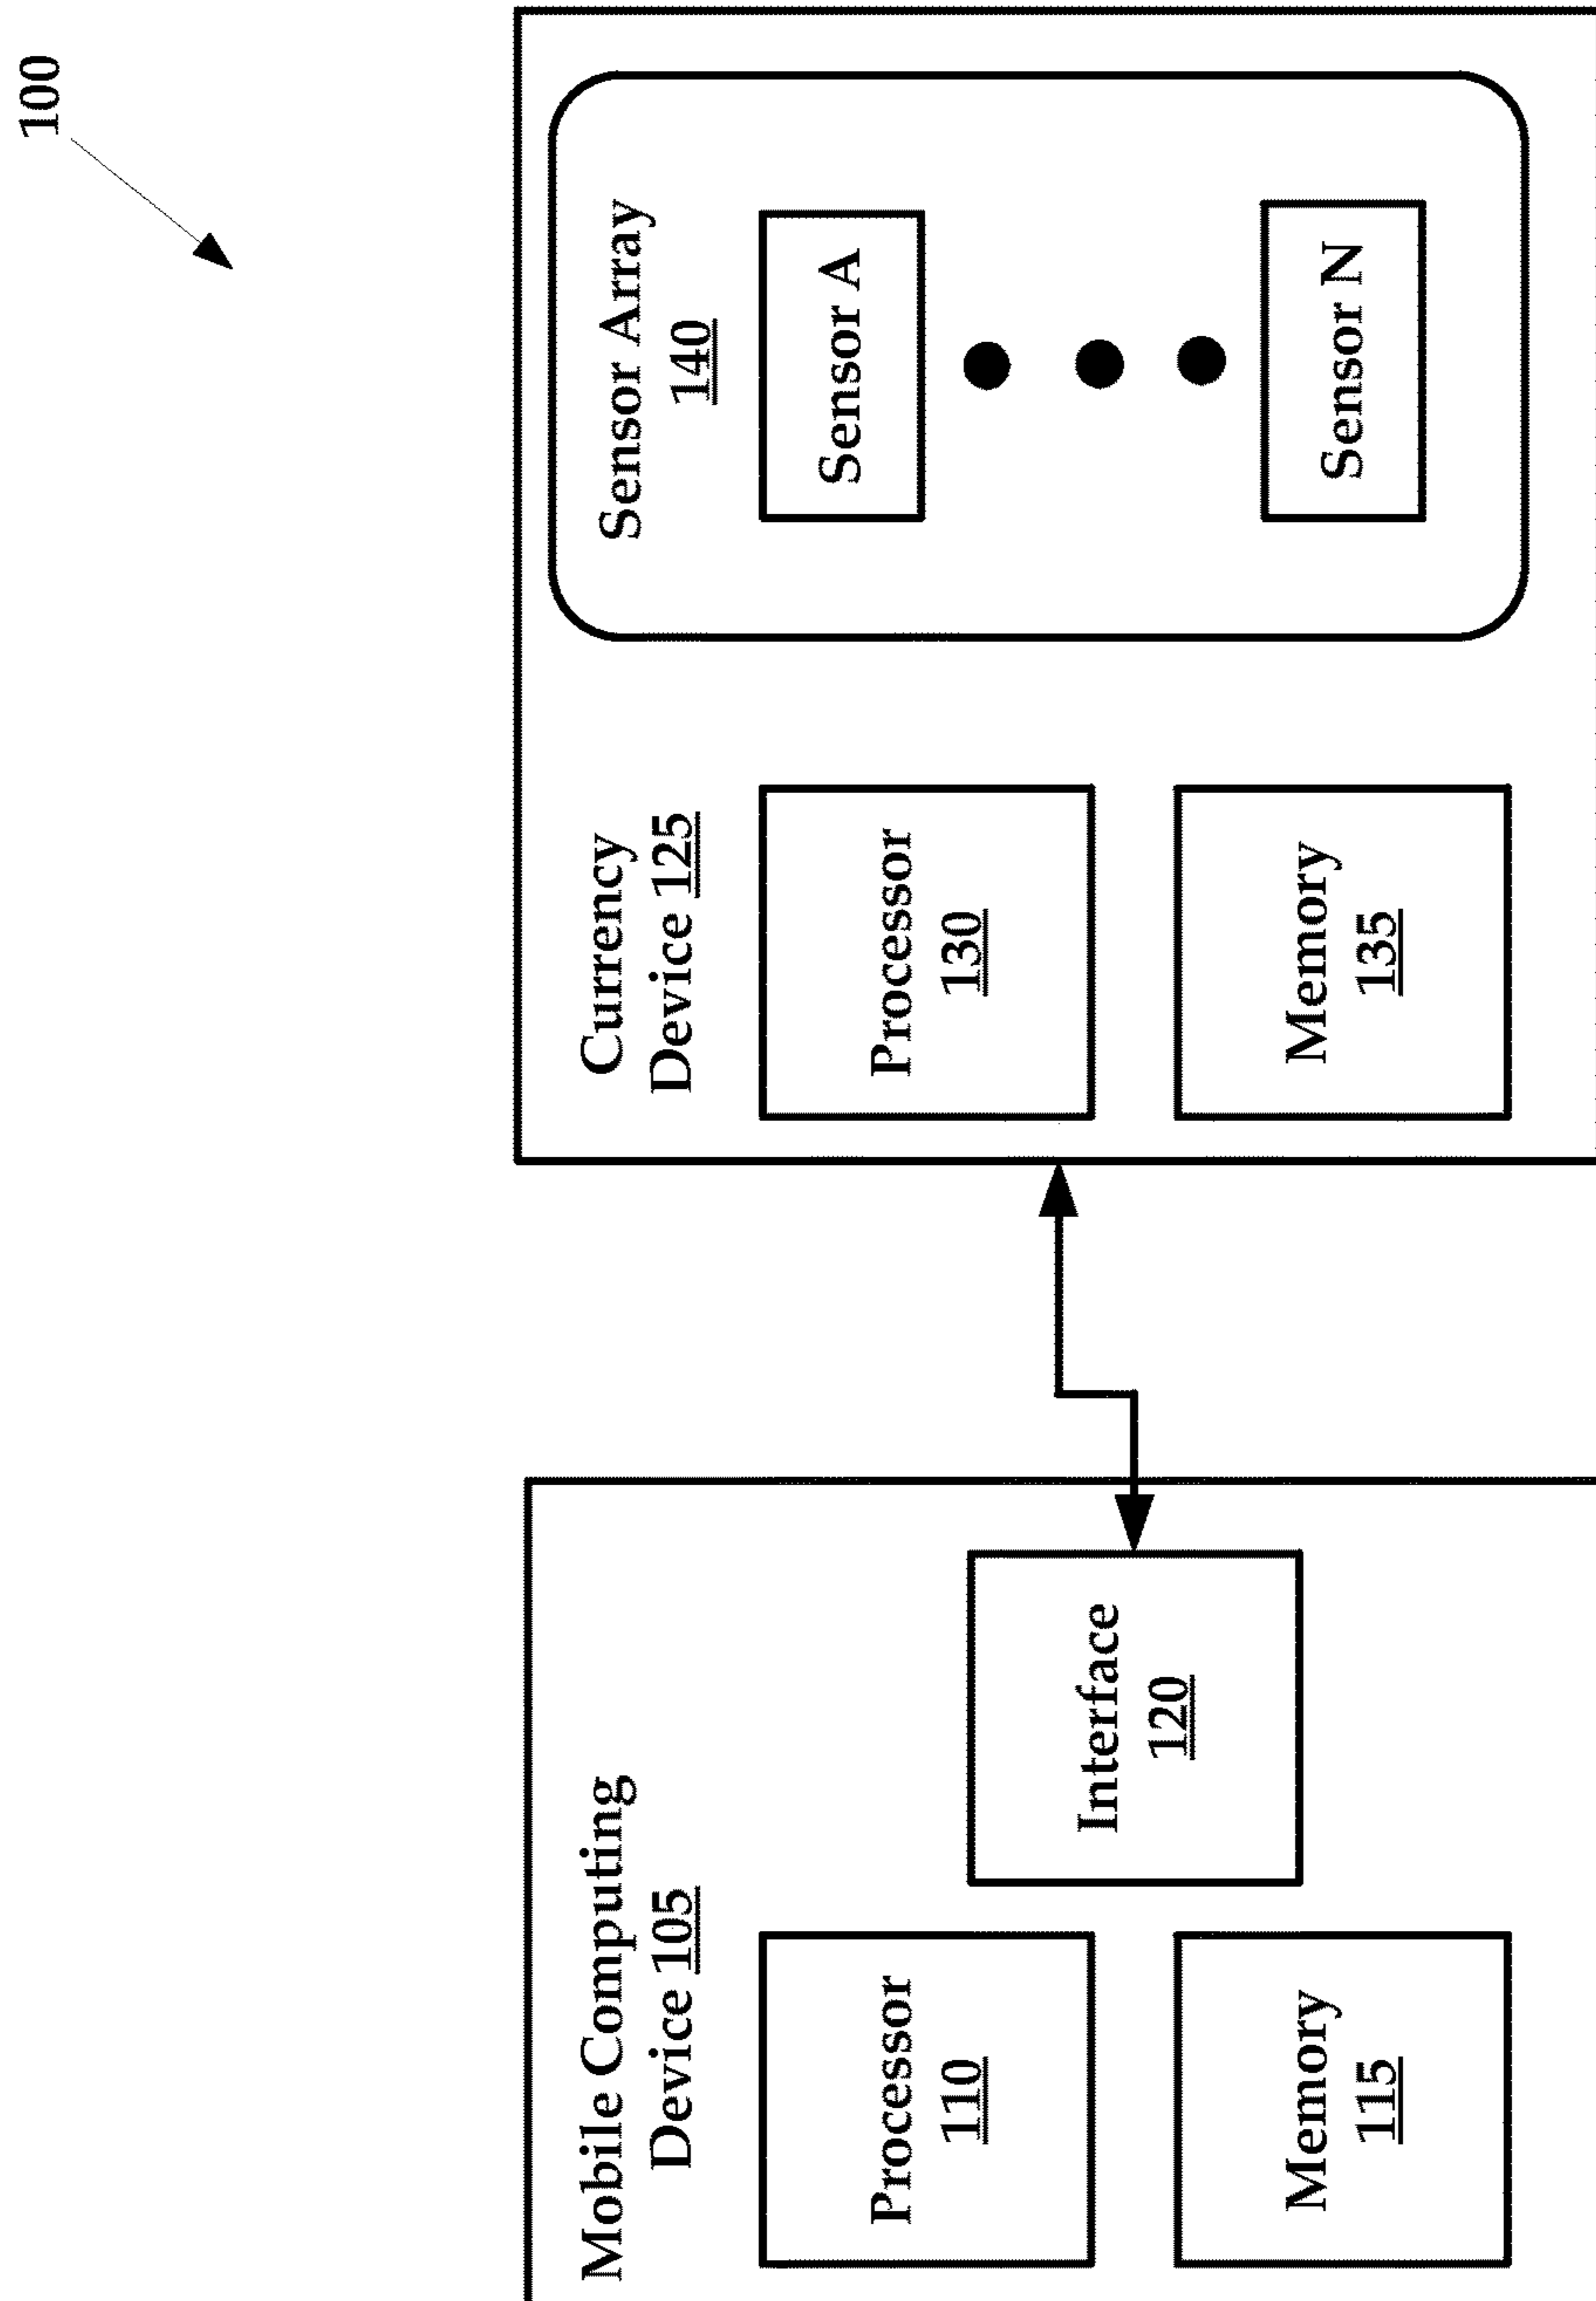 100
Mobile Computing
Device 105
Processor
110
Memory
115
Interface
120
Currency
Device 125
Processor
130
Memory
135
Sensor Array
140
Sensor A
Sensor N